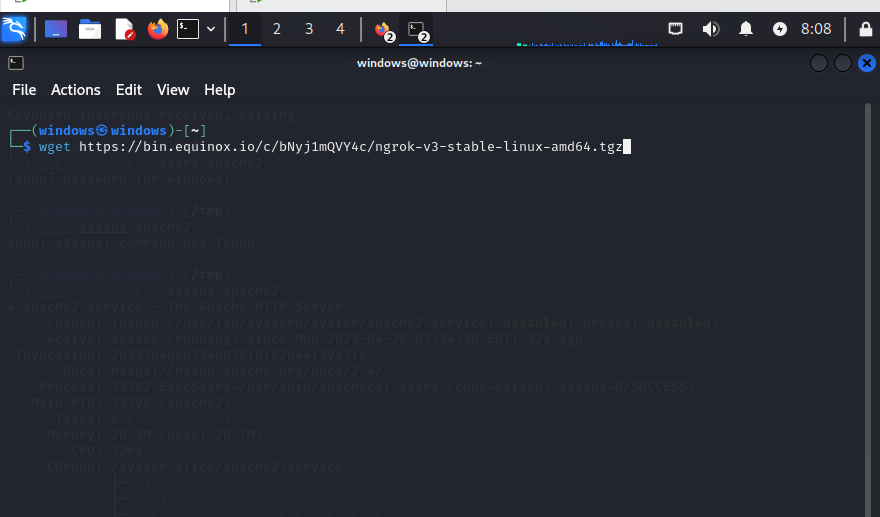 1 2 3 4 2 2 8:08
windows@windows: ~
File Actions Edit View Help
Keyboard interrupt received, exiting.
┌──(windows㉿windows)-[~]
└─$ wget https://bin.equinox.io/c/bNyj1mQVY4c/ngrok-v3-stable-linux-amd64.tgz
└─$ sudo systemctl start apache2
[sudo] password for windows:
┌──(windows㉿windows)-[/tmp]
└─$ sudo status apache2
sudo: status: command not found
┌──(windows㉿windows)-[/tmp]
└─$ sudo systemctl status apache2
● apache2.service - The Apache HTTP Server
Loaded: loaded (/usr/lib/systemd/system/apache2.service; disabled; preset: disabled)
Active: active (running) since Mon 2025-04-28 07:34:50 EDT; 32s ago
Invocation: 2b537d4b6d134dd78f0f82b44f39a1fe
Docs: https://httpd.apache.org/docs/2.4/
Process: 75182 ExecStart=/usr/sbin/apachectl start (code=exited, status=0/SUCCESS)
Main PID: 75198 (apache2)
Tasks: 6
Memory: 20.3M (peak: 20.7M)
CPU: 72ms
CGroup: /system.slice/apache2.service